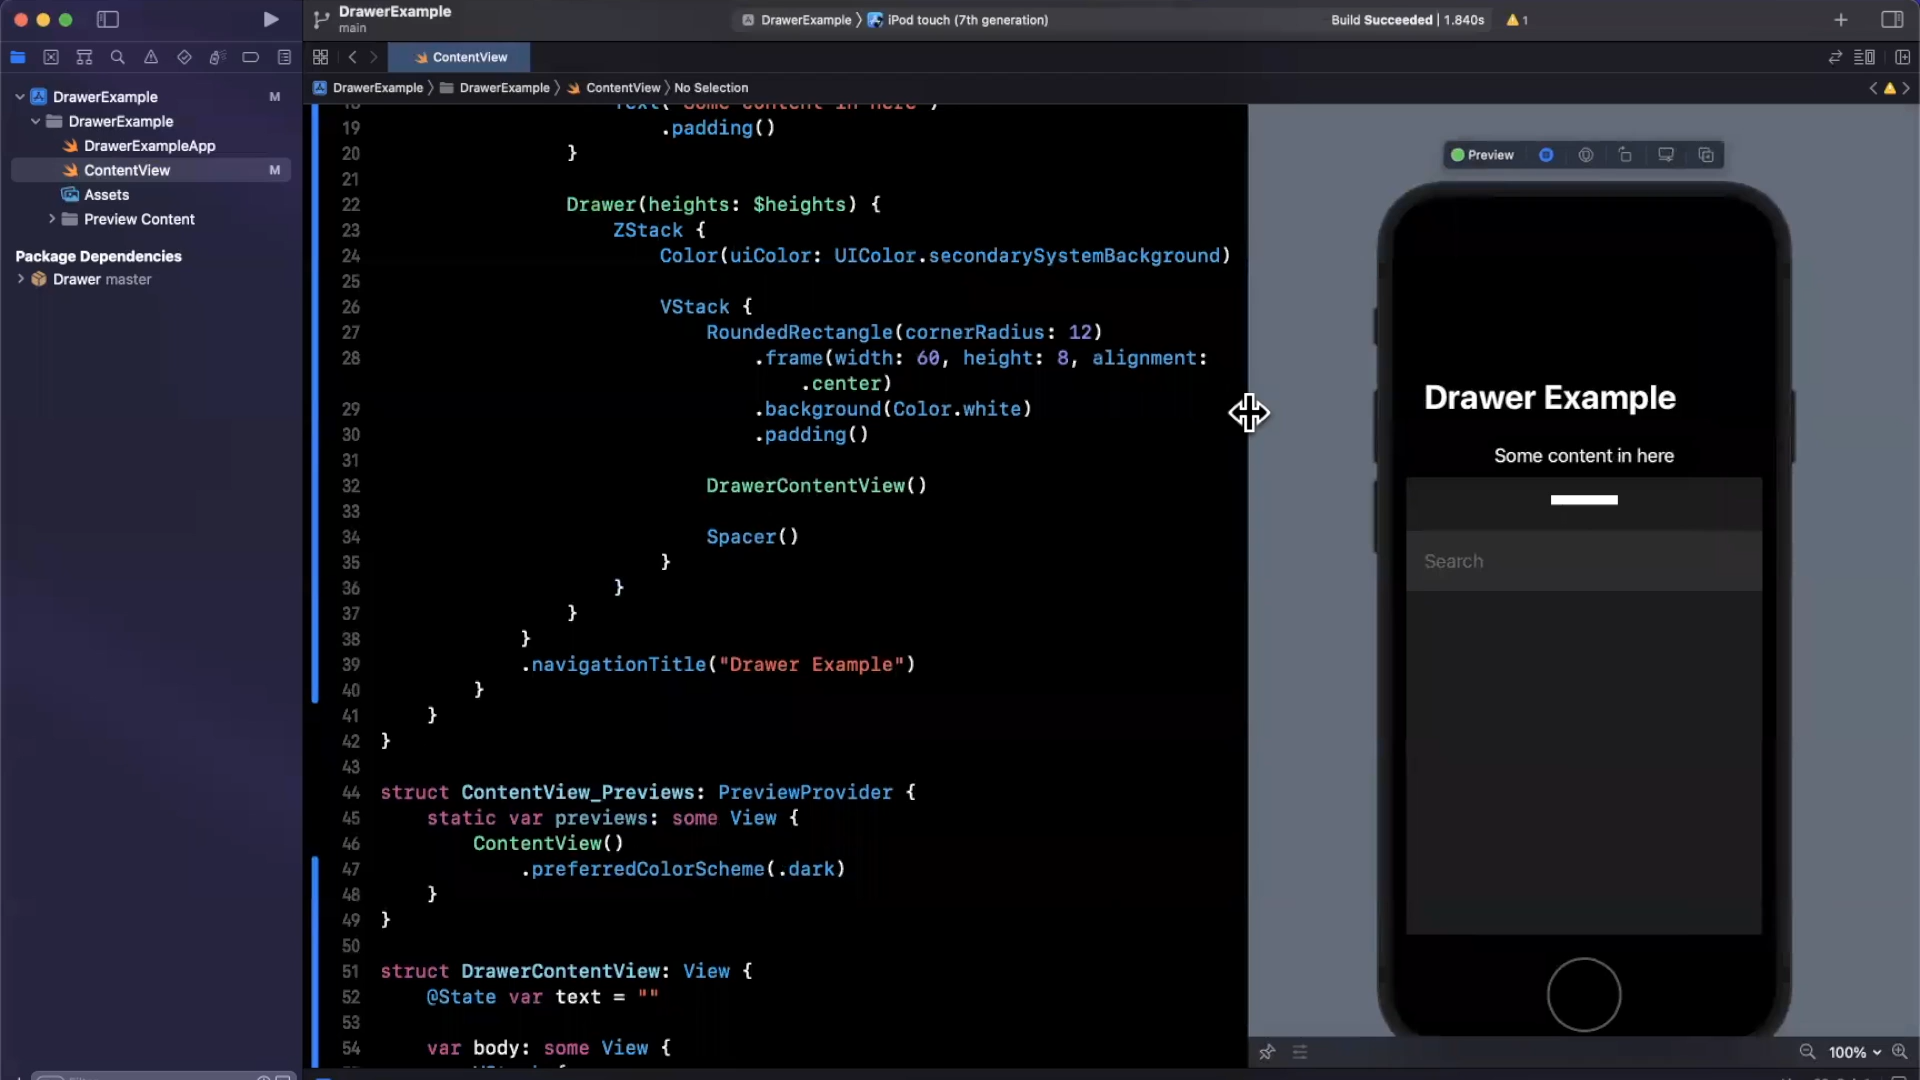 DrawerExample
main
DrawerExample
iPod touch (7th generation)
Build Succeeded | 1.840s
1
ContentView
DrawerExample
DrawerExample
ContentView
No Selection
DrawerExample
M
DrawerExample
DrawerExampleApp
ContentView
M
Assets
Preview Content
Package Dependencies
Drawer master
18 Text("Some content in here")
19 .padding()
20 }
21
22 Drawer(heights: $heights) {
23 ZStack {
24 Color(uiColor: UIColor.secondarySystemBackground)
25
26 VStack {
27 RoundedRectangle(cornerRadius: 12)
28 .frame(width: 60, height: 8, alignment:
.center)
29 .background(Color.white)
30 .padding()
31
32 DrawerContentView()
33
34 Spacer()
35 }
36 }
37 }
38 }
39 .navigationTitle("Drawer Example")
40 }
41 }
42 }
43
44 struct ContentView_Previews: PreviewProvider {
45 static var previews: some View {
46 ContentView()
47 .preferredColorScheme(.dark)
48 }
49 }
50
51 struct DrawerContentView: View {
52 @State var text = ""
53
54 var body: some View {
Preview
Drawer Example
Some content in here
Search
100%